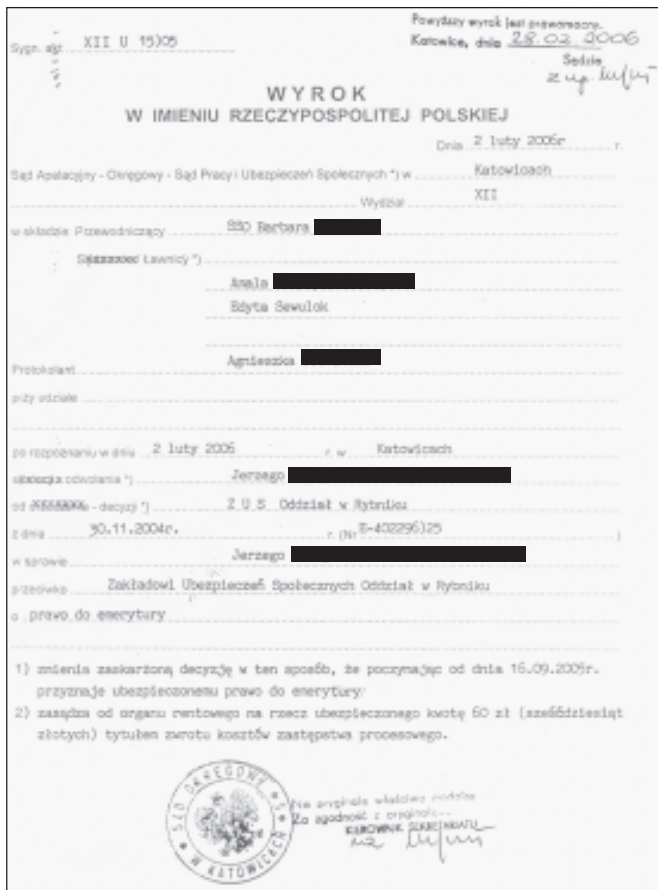 Powyższy wyrok jest prawomocny.
Katowice, dnia 28.02.2006
Sędzia
z up.
Sygn. akt XII U 15)05
WYROK
W IMIENIU RZECZYPOSPOLITEJ POLSKIEJ
Dnia 2 luty 2006r r.
Sąd Apelacyjny - Okręgowy - Sąd Pracy i Ubezpieczeń Społecznych *) w Katowicach
Wydział XII
w składzie: Przewodniczący SSO Barbara
Ławnicy *)
Amala
Edyta Sewulok
Protokolant Agnieszka
przy udziale
po rozpoznaniu w dniu 2 luty 2006 r. w Katowicach
odwołania *) Jerzego
od - decyzji *) Z U S Oddział w Rybniku
z dnia 30.11.2004r. r. (Nr E-402296)25 )
w sprawie Jerzego
przeciwko Zakładowi Ubezpieczeń Społecznych Oddział w Rybniku
o prawo do emerytury
1) zmienia zaskarżoną decyzję w ten sposób, że poczynając od dnia 16.09.2005r.
przyznaje ubezpieczonemu prawo do emerytury
2) zasądza od organu rentowego na rzecz ubezpieczonego kwotę 60 zł (sześćdziesiąt
złotych) tytułem zwrotu kosztów zastępstwa procesowego.
SĄD OKRĘGOWY W KATOWICACH
Na oryginale właściwe podpisy
Za zgodność z oryginałem
KIEROWNIK SEKRETARIATU